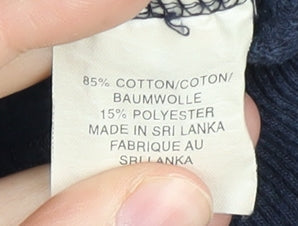 85% COTTON/COTON/
BAUMWOLLE
15% POLYESTER
MADE IN SRI LANKA
FABRIQUE AU
SRI LANKA